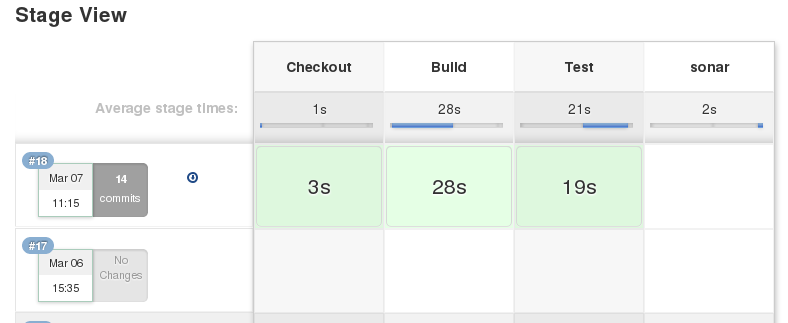 Stage View
Checkout Build Test sonar
Average stage times: 1s 28s 21s 2s
#18
Mar 07 14
11:15 commits
3s 28s 19s
#17
Mar 06 No
Changes
15:35